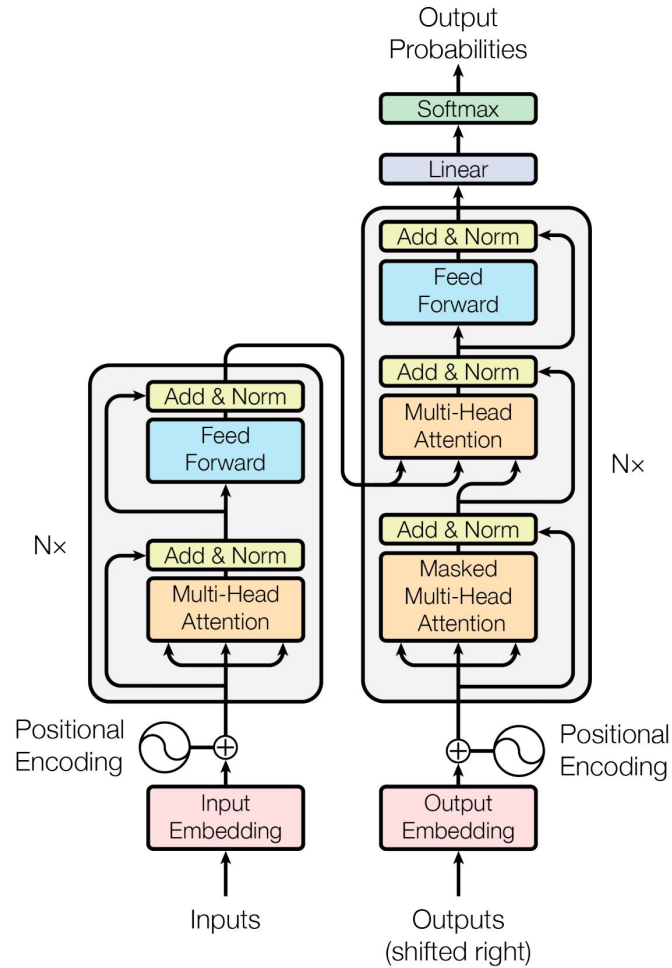 Output
Probabilities
Softmax
Linear
Add & Norm
Feed
Forward
Add & Norm
Multi-Head
Attention
Add & Norm
Masked
Multi-Head
Attention
Nx
Add & Norm
Feed
Forward
Add & Norm
Multi-Head
Attention
N×
Positional
Encoding
Positional
Encoding
Input
Embedding
Output
Embedding
Inputs
Outputs
(shifted right)